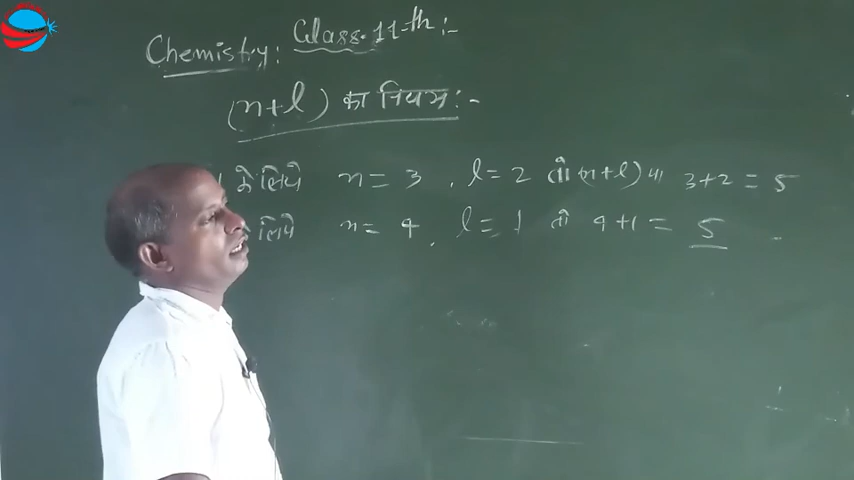 Chemistry: Class. 11-th:-
(n+l) का नियम:-
के लिये n = 3 , l = 2 तो (n+l) 3+2 = 5
लिये n = 4 , l = 1 तो 4+1 = 5